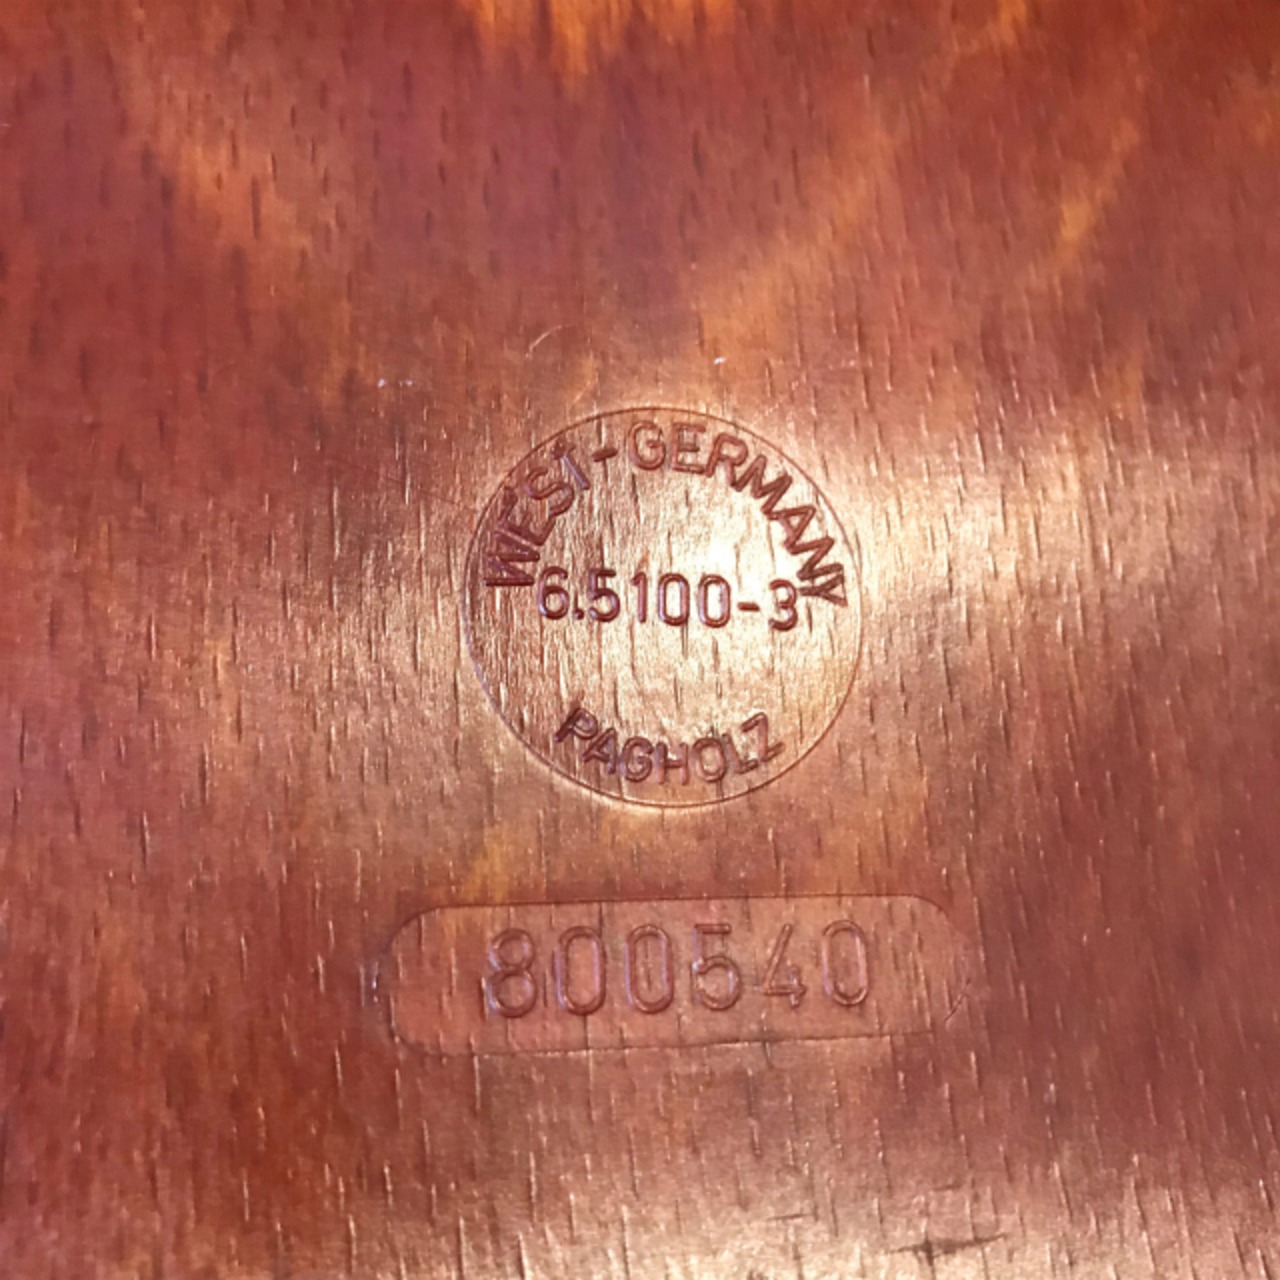 WEST-GERMANY
6.5100-3
PAGHOLZ
800540